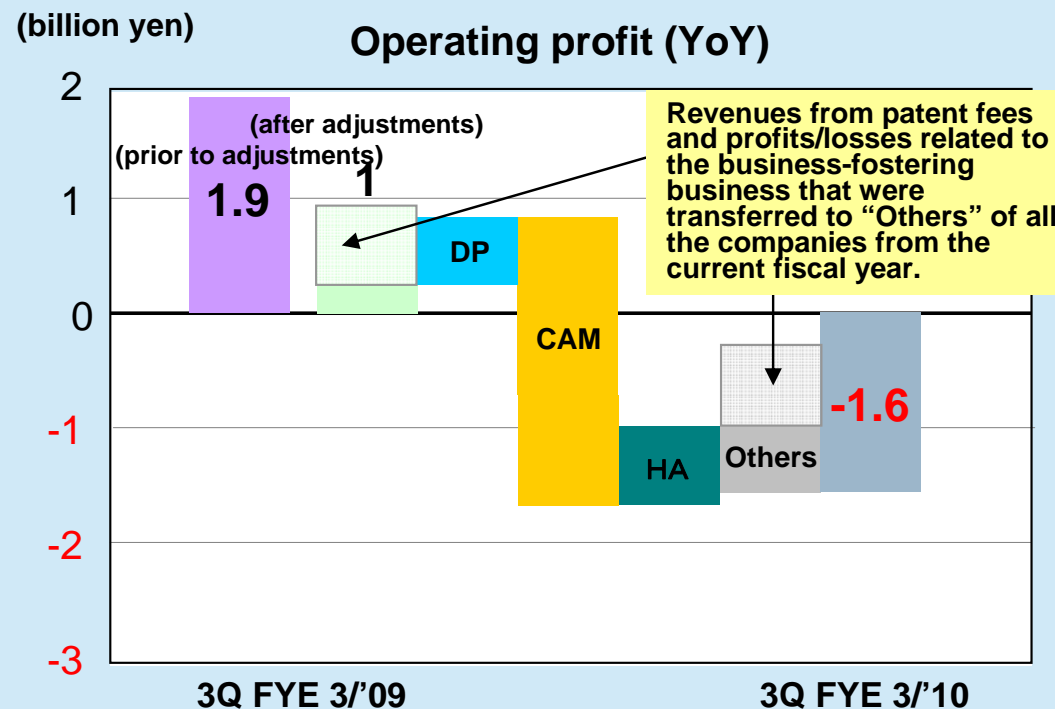 (billion yen)
Operating profit (YoY)
2
1
0
-1
-2
-3
(after adjustments)
(prior to adjustments)
1.9
1
DP
CAM
HA
Others
-1.6
Revenues from patent fees
and profits/losses related to
the business-fostering
business that were
transferred to “Others” of all
the companies from the
current fiscal year.
3Q FYE 3/’09
3Q FYE 3/’10